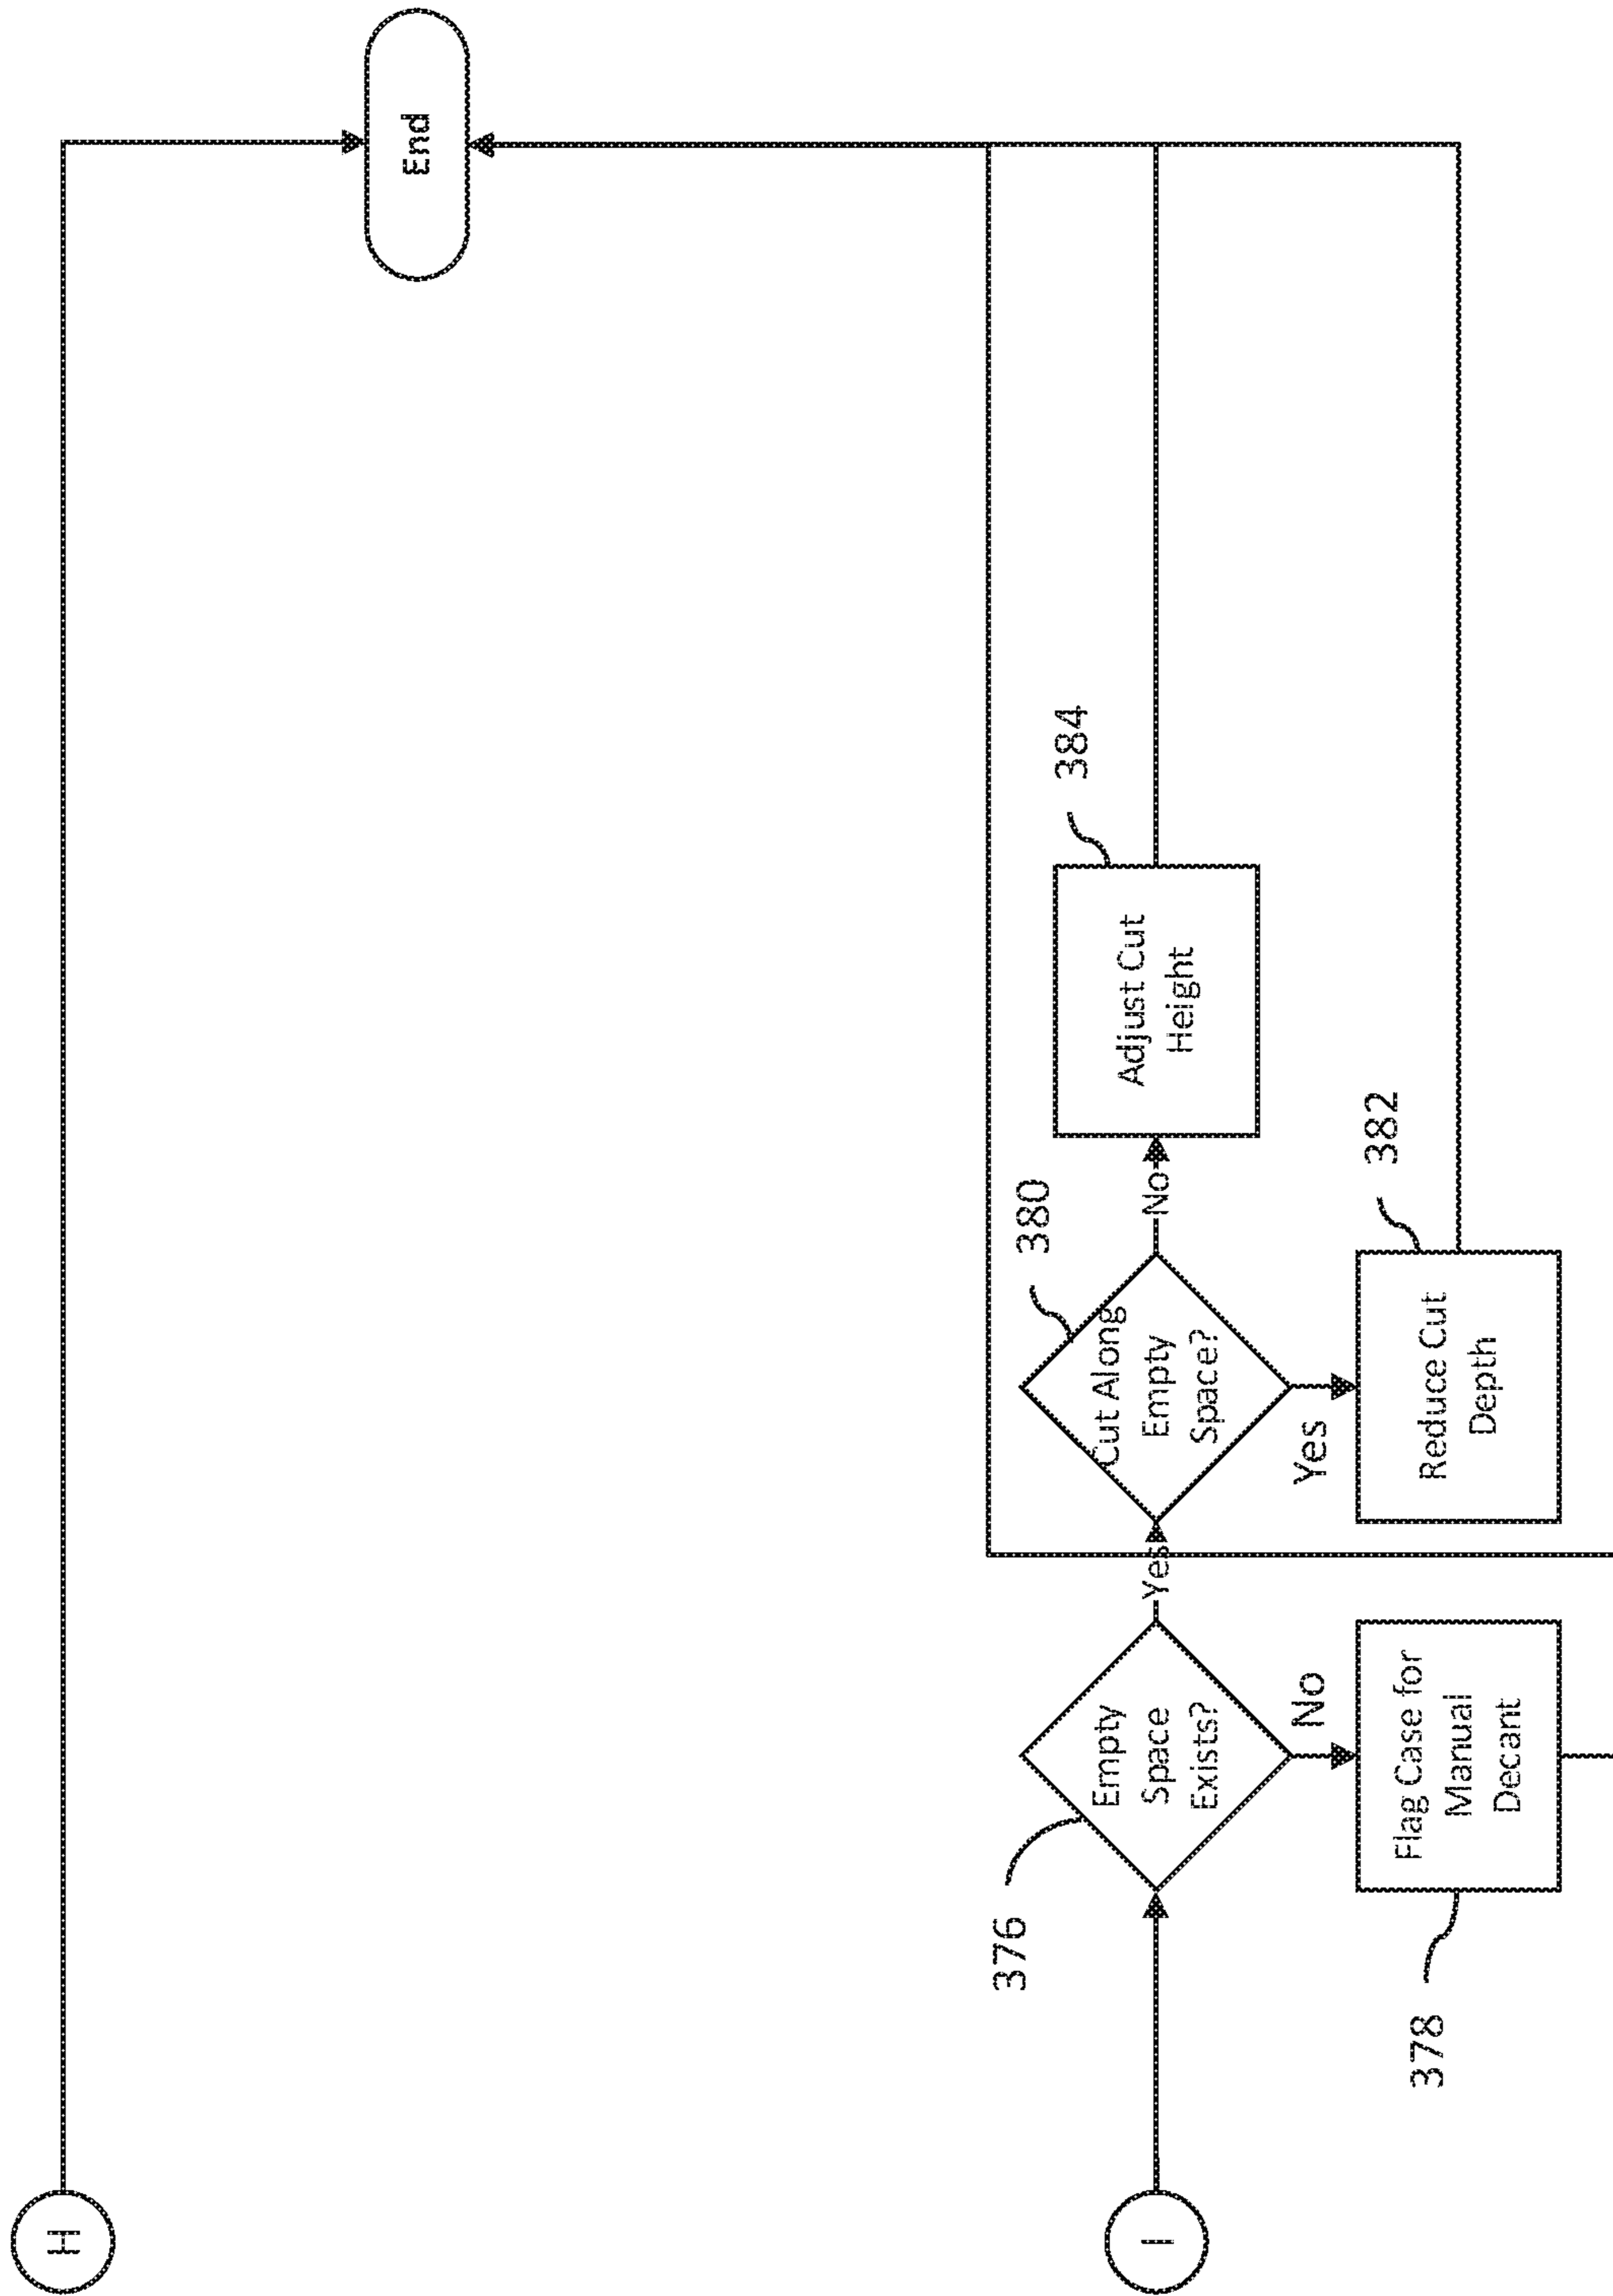 H
End
I
376
Empty
Space
Exists?
Yes
No
378
Flag Case for
Manual
Decant
380
Cut Along
Empty
Space?
No
Yes
382
Reduce Cut
Depth
384
Adjust Cut
Height